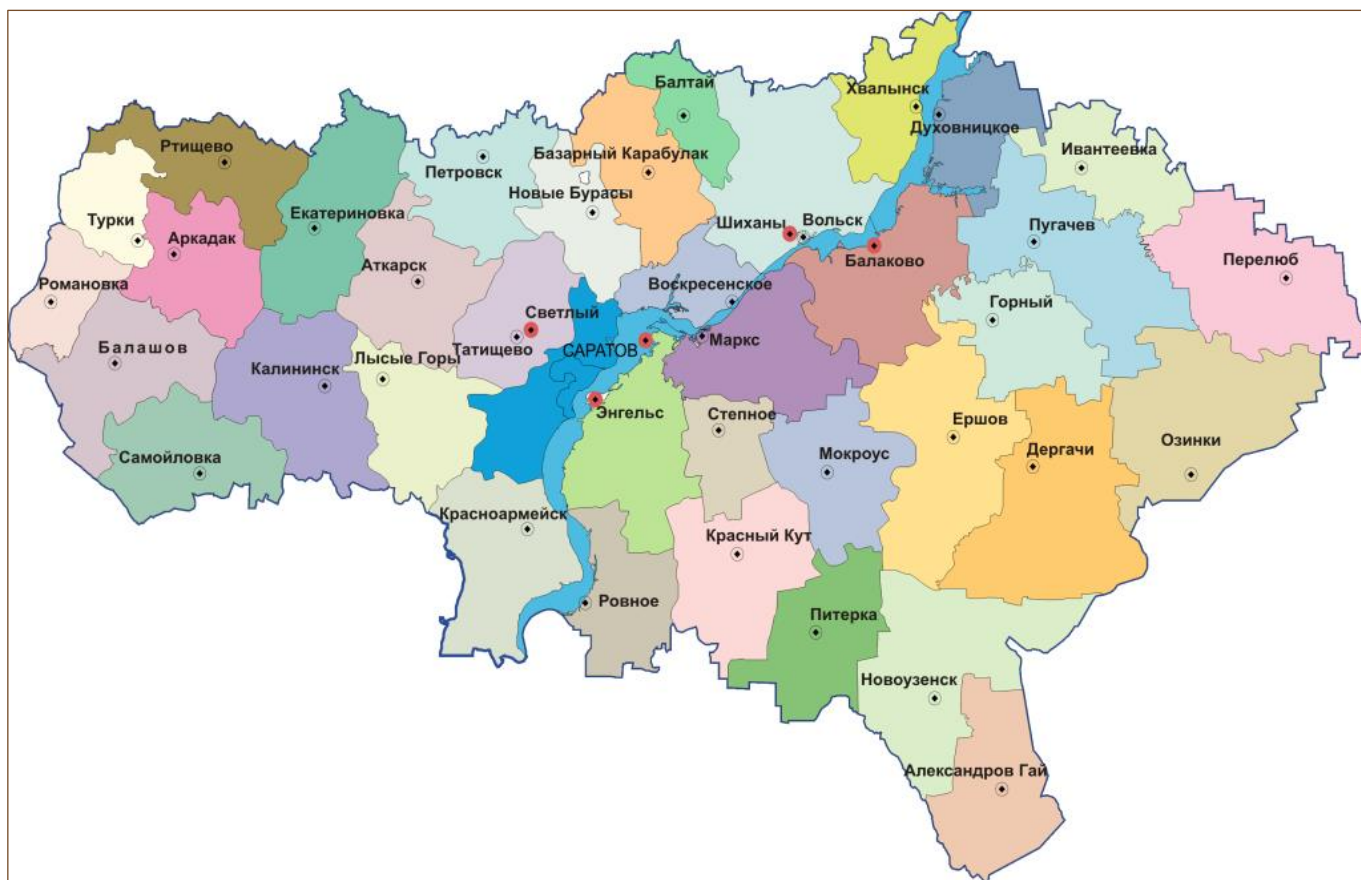 Балтай
Хвалынск
Духовницкое
Ртищево
Петровск
Базарный Карабулак
Ивантеевка
Новые Бурасы
Турки
Екатериновка
Шиханы
Вольск
Пугачев
Аркадак
Аткарск
Балаково
Перелюб
Романовка
Воскресенское
Горный
Светлый
Балашов
Лысые Горы
Татищево
САРАТОВ
Маркс
Калининск
Энгельс
Степное
Ершов
Озинки
Самойловка
Мокроус
Дергачи
Красноармейск
Красный Кут
Ровное
Питерка
Новоузенск
Александров Гай